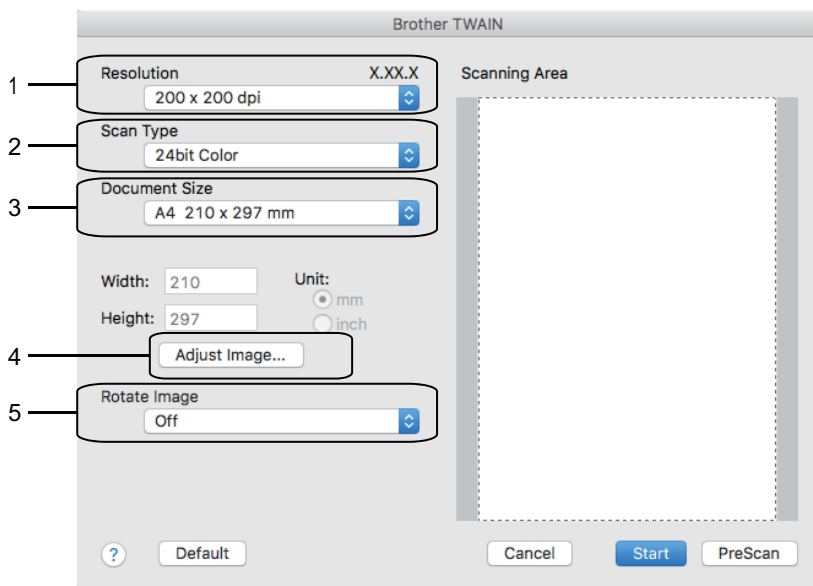 Brother TWAIN
1
Resolution X.XX.X
200 x 200 dpi
2
Scan Type
24bit Color
3
Document Size
A4 210 x 297 mm
Width: 210
Unit:
mm
Height: 297
inch
4
Adjust Image...
5
Rotate Image
Off
Scanning Area
? Default Cancel Start PreScan